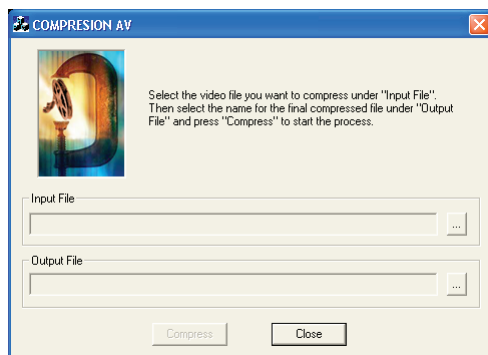 COMPRESION AV
Select the video file you want to compress under "Input File".
Then select the name for the final compressed file under "Output
File" and press "Compress" to start the process.
Input File
...
Output File
...
Compress Close